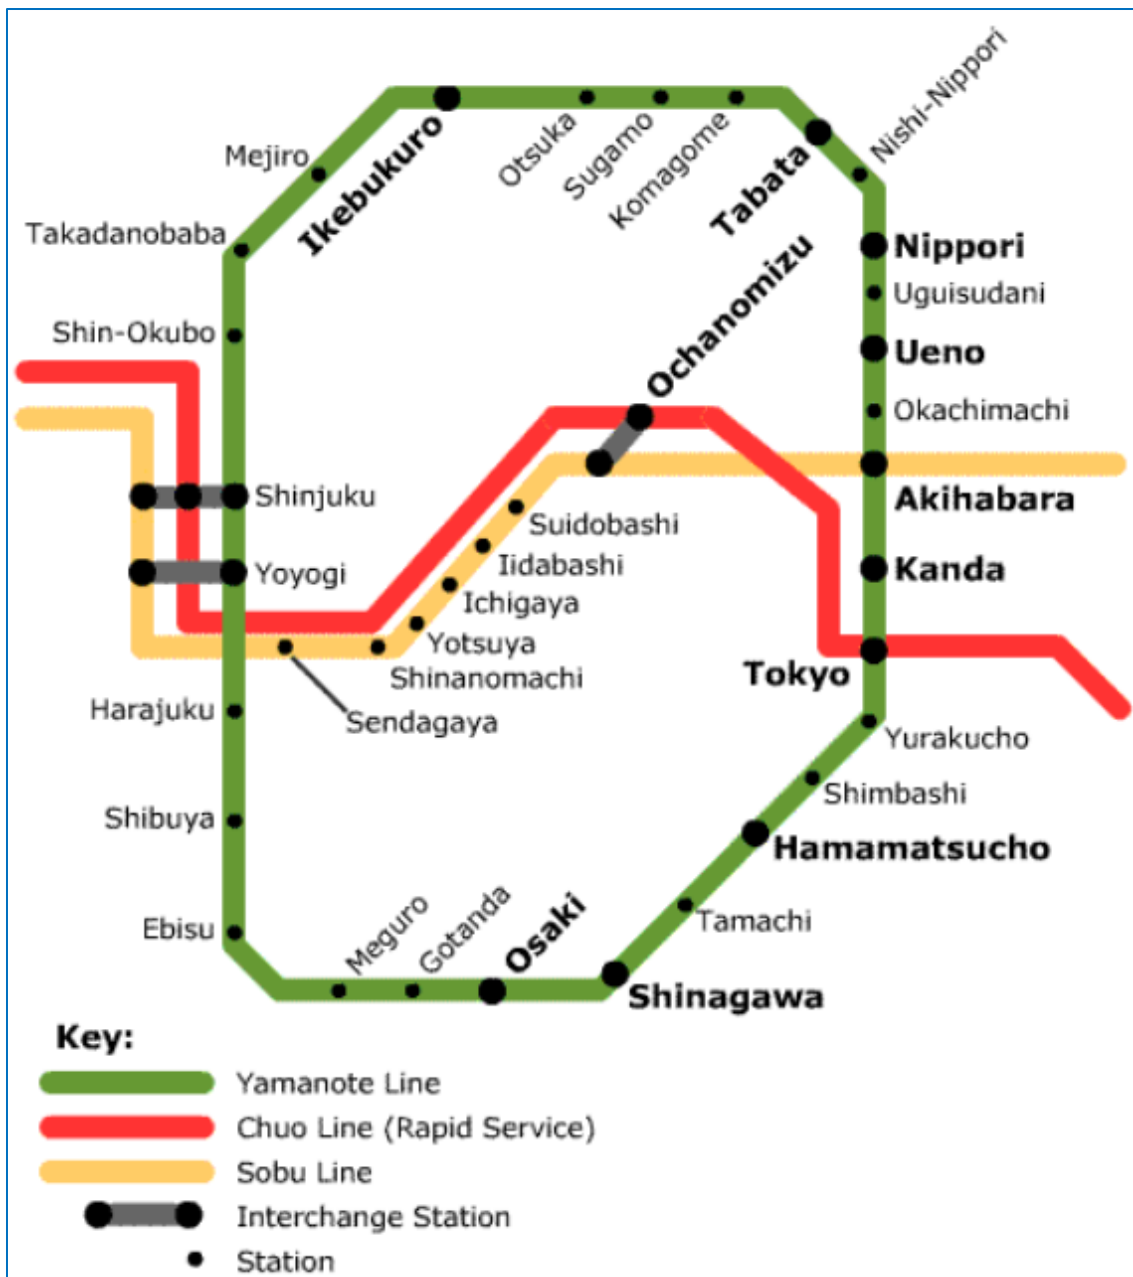 Nishi-Nippori
Mejiro
Ikebukuro
Otsuka
Sugamo
Komagome
Tabata
Takadanobaba
Nippori
Ochanomizu
Uguisudani
Shin-Okubo
Ueno
Okachimachi
Shinjuku
Akihabara
Suidobashi
Iidabashi
Yoyogi
Kanda
Ichigaya
Yotsuya
Shinanomachi
Tokyo
Harajuku
Sendagaya
Yurakucho
Shimbashi
Shibuya
Hamamatsucho
Ebisu
Meguro
Gotanda
Osaki
Tamachi
Shinagawa
Key:
Yamanote Line
Chuo Line (Rapid Service)
Sobu Line
Interchange Station
Station